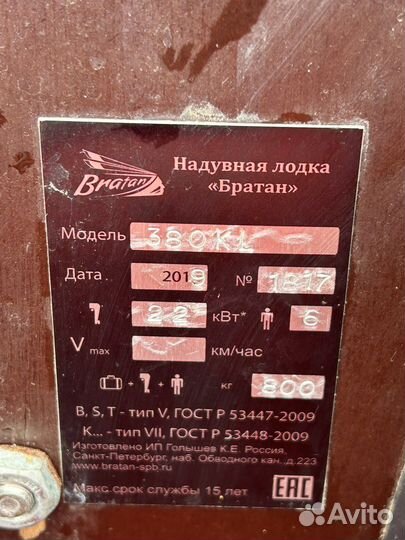 Bratan
Надувная лодка
«Братан»
Модель 380KL
Дата 2019 № 1817
22 кВт* 6
V max км/час
кг 800
B, S, T - тип V, ГОСТ Р 53447-2009
К... - тип VII, ГОСТ Р 53448-2009
Изготовлено ИП Голышев К.Е. Россия,
Санкт-Петербург, наб. Обводного кан. д.223
www.bratan-spb.ru
Макс срок службы 15 лет EAC
Avito